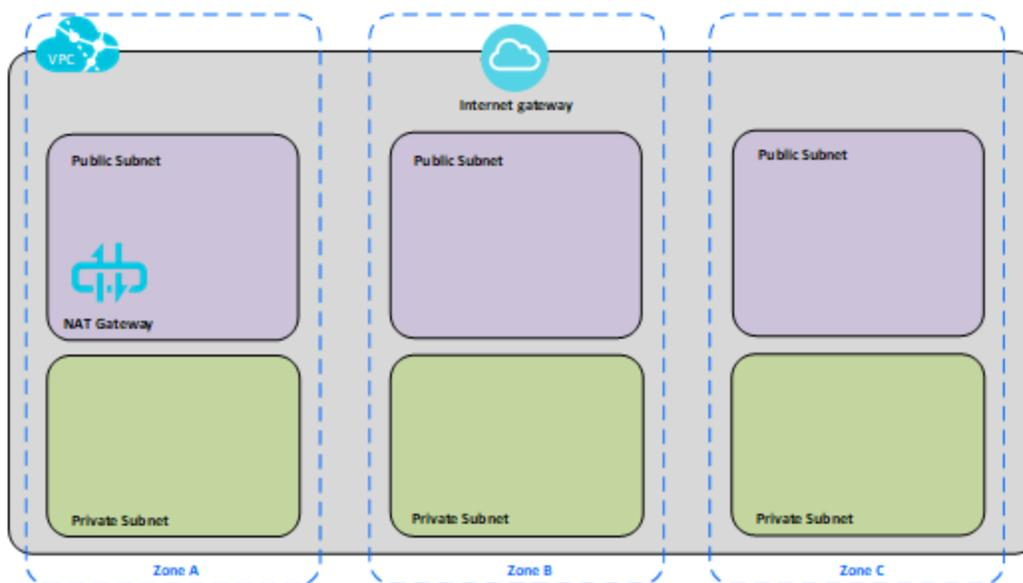 VPC
Internet gateway
Public Subnet
Public Subnet
Public Subnet
NAT Gateway
Private Subnet
Private Subnet
Private Subnet
Zone A
Zone B
Zone C